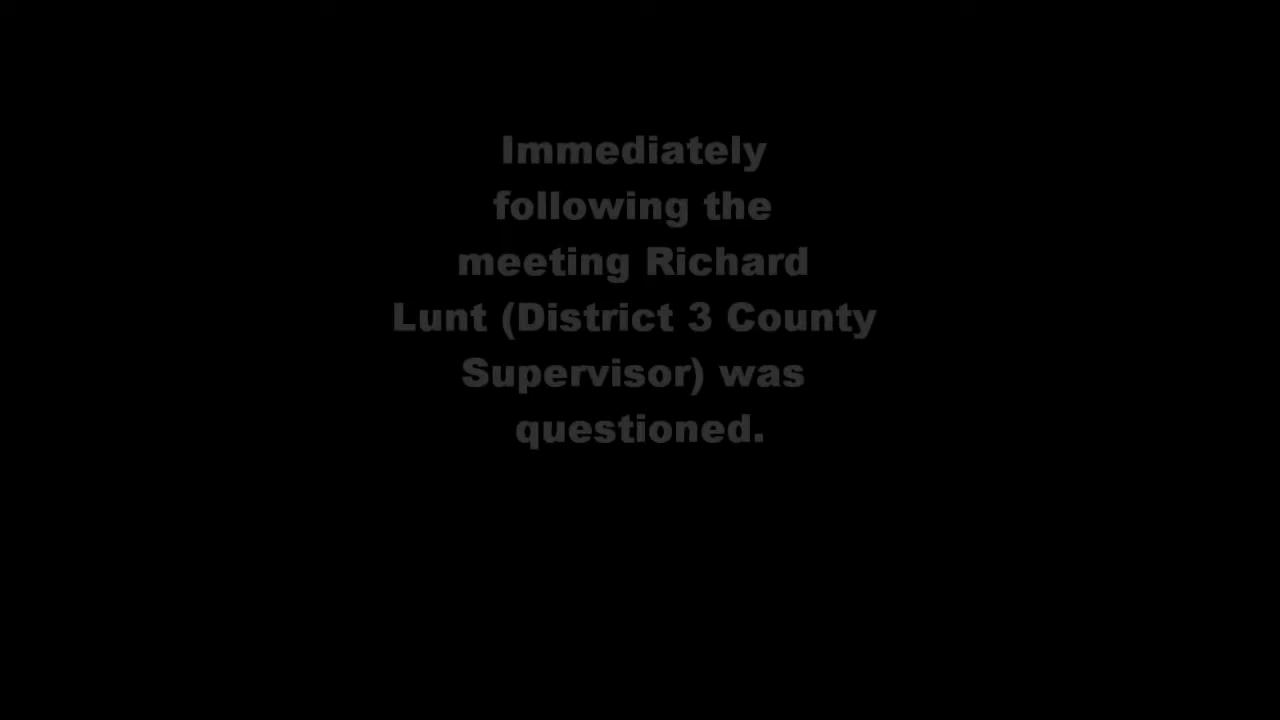 Immediately
following the
meeting Richard
Lunt (District 3 County
Supervisor) was
questioned.